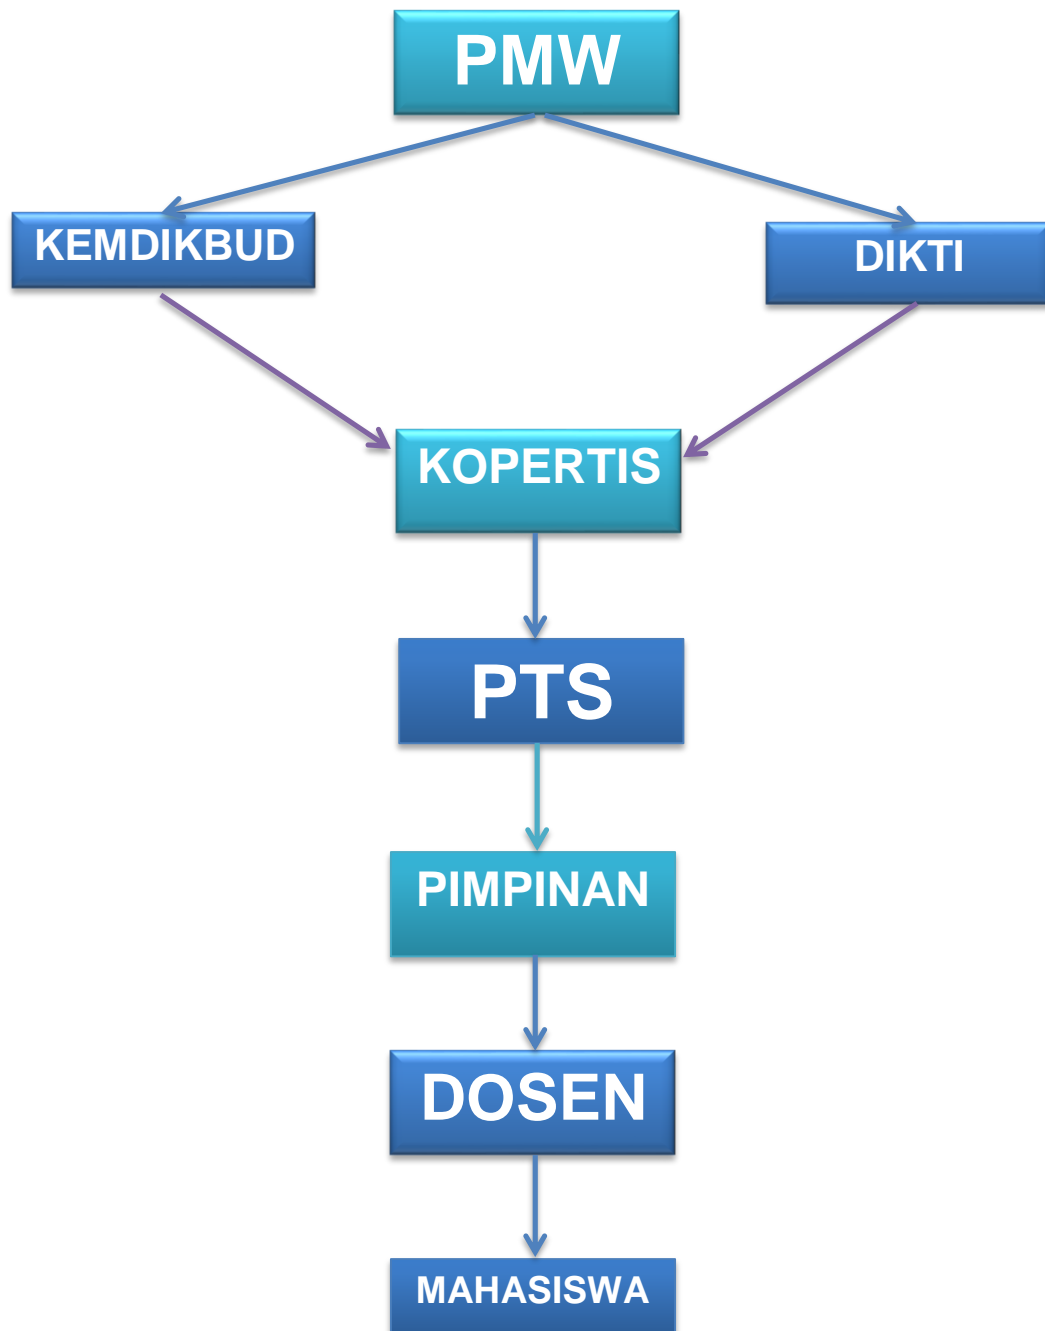 PMW
KEMDIKBUD
DIKTI
KOPERTIS
PTS
PIMPINAN
DOSEN
MAHASISWA